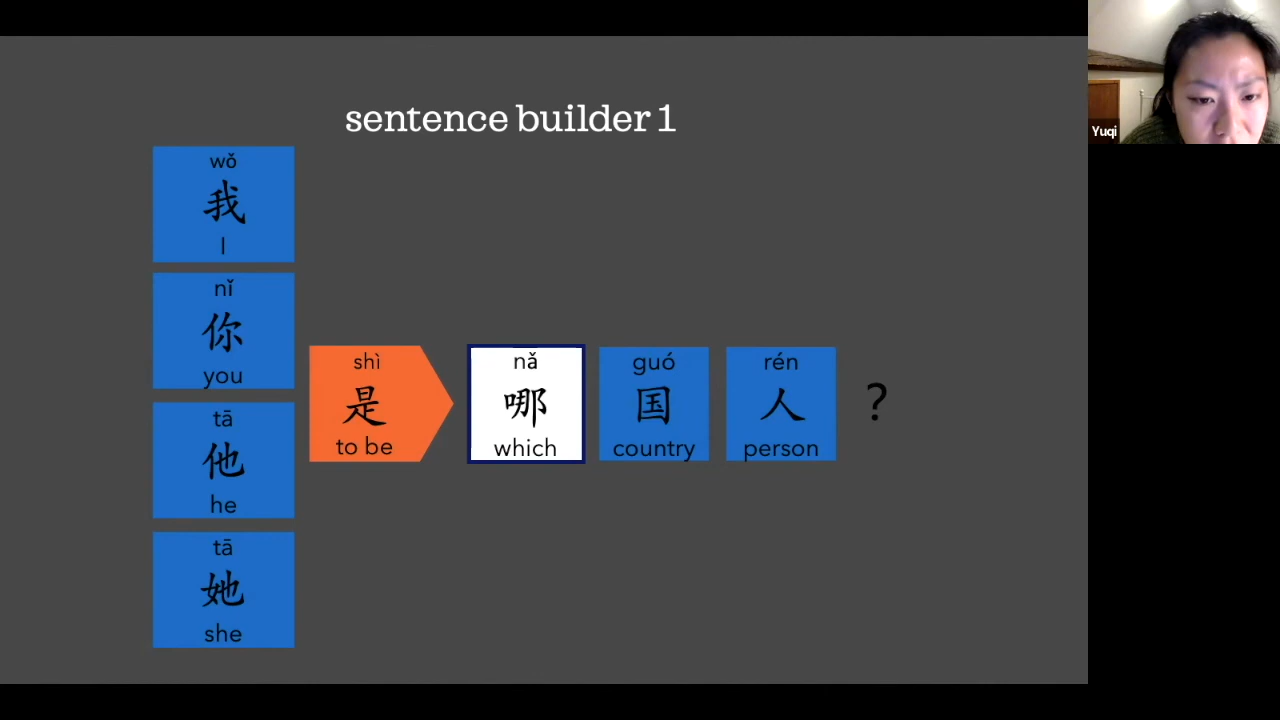 sentence builder 1
wǒ
我
I
nǐ
你
you
tā
他
he
tā
她
she
shì
是
to be
nǎ
哪
which
guó
国
country
rén
人
person
?
Yuqi